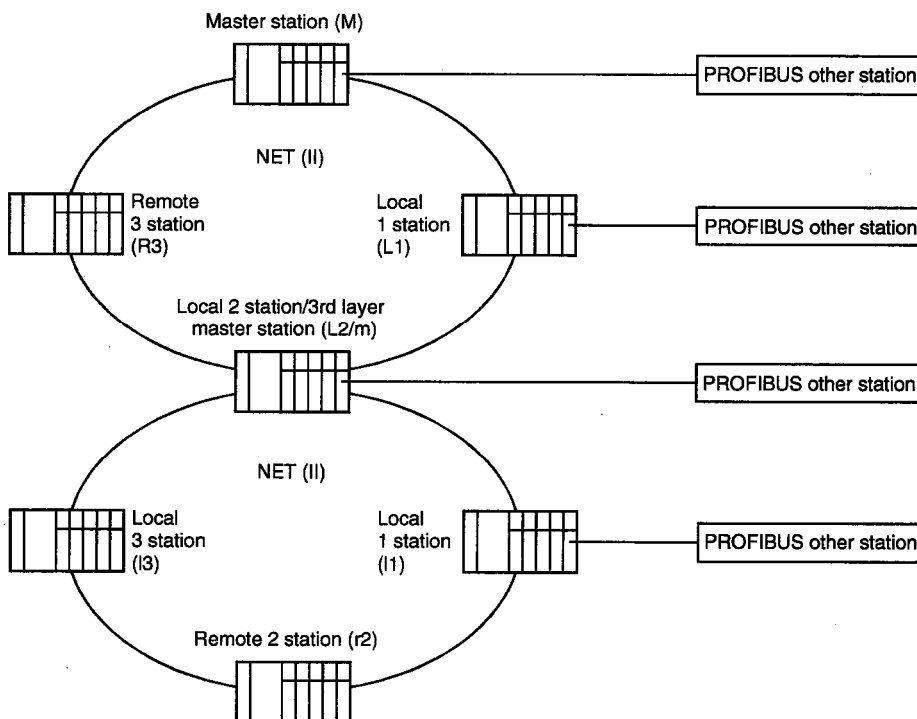 Master station (M)
PROFIBUS other station
NET (II)
Remote
3 station
(R3)
Local
1 station
(L1)
PROFIBUS other station
Local 2 station/3rd layer
master station (L2/m)
PROFIBUS other station
NET (II)
Local
3 station
(l3)
Local
1 station
(l1)
PROFIBUS other station
Remote 2 station (r2)